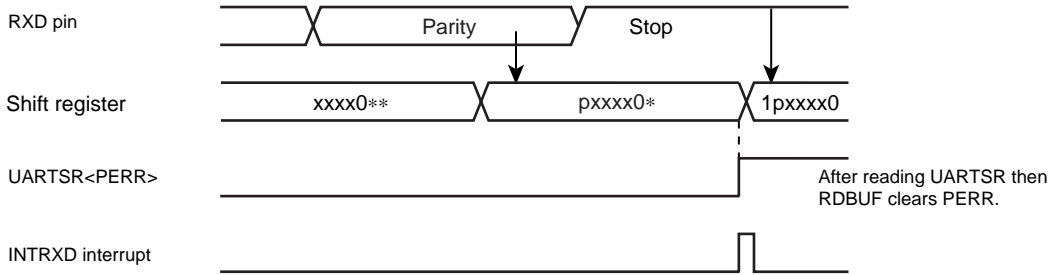 RXD pin
Parity
Stop
Shift register
xxxx0**
pxxxx0*
1pxxxx0
UARTSR<PERR>
After reading UARTSR then
RDBUF clears PERR.
INTRXD interrupt